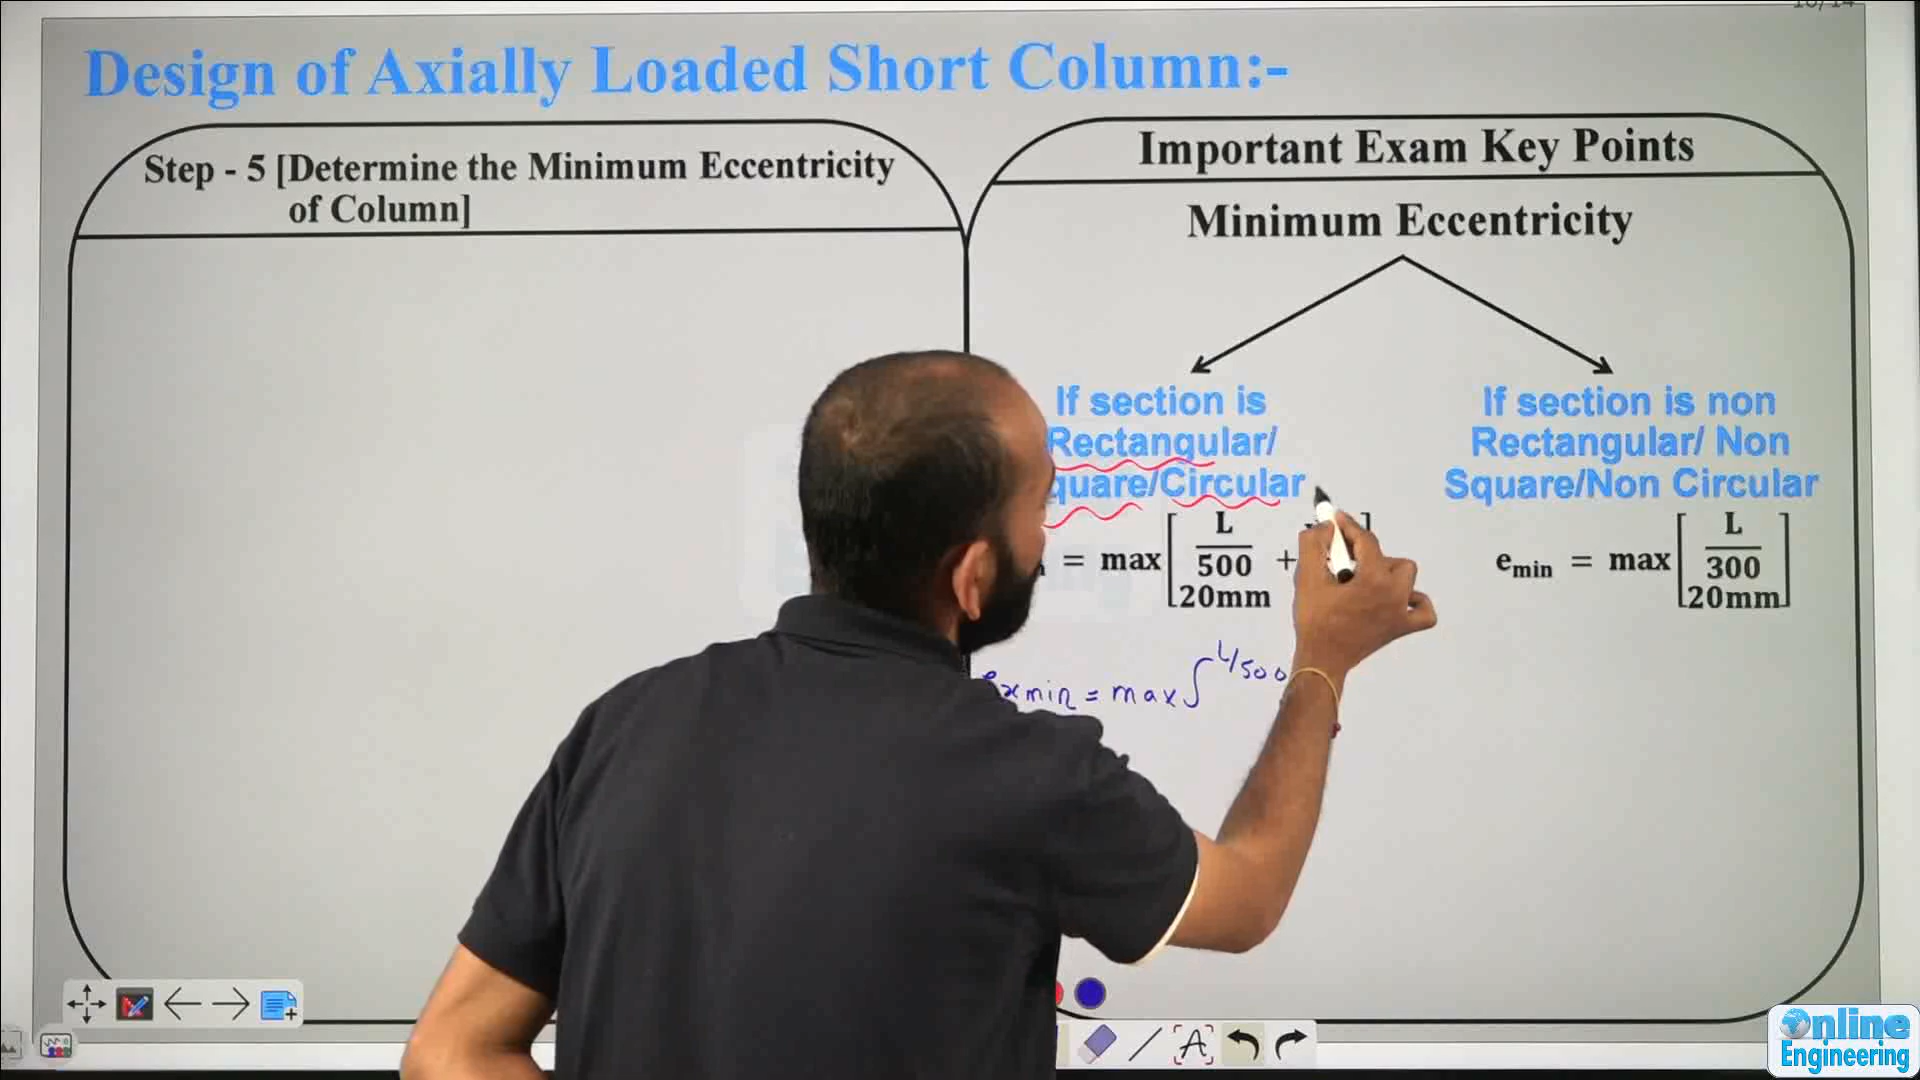 Design of Axially Loaded Short Column:-
Step - 5 [Determine the Minimum Eccentricity
of Column]
Important Exam Key Points
Minimum Eccentricity
If section is
Rectangular/
quare/Circular
= max [ L/500 +
20mm
If section is non
Rectangular/ Non
Square/Non Circular
emin = max [ L/300
20mm ]
exmin = max L/500
Online
Engineering